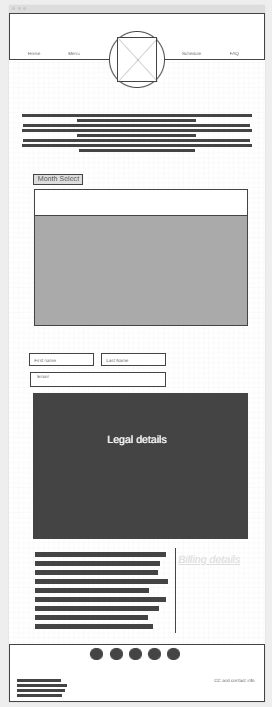 Home
Menu
Schedule
FAQ
Month Select
First name
Last Name
Email
Legal details
Billing details
CC and contact info